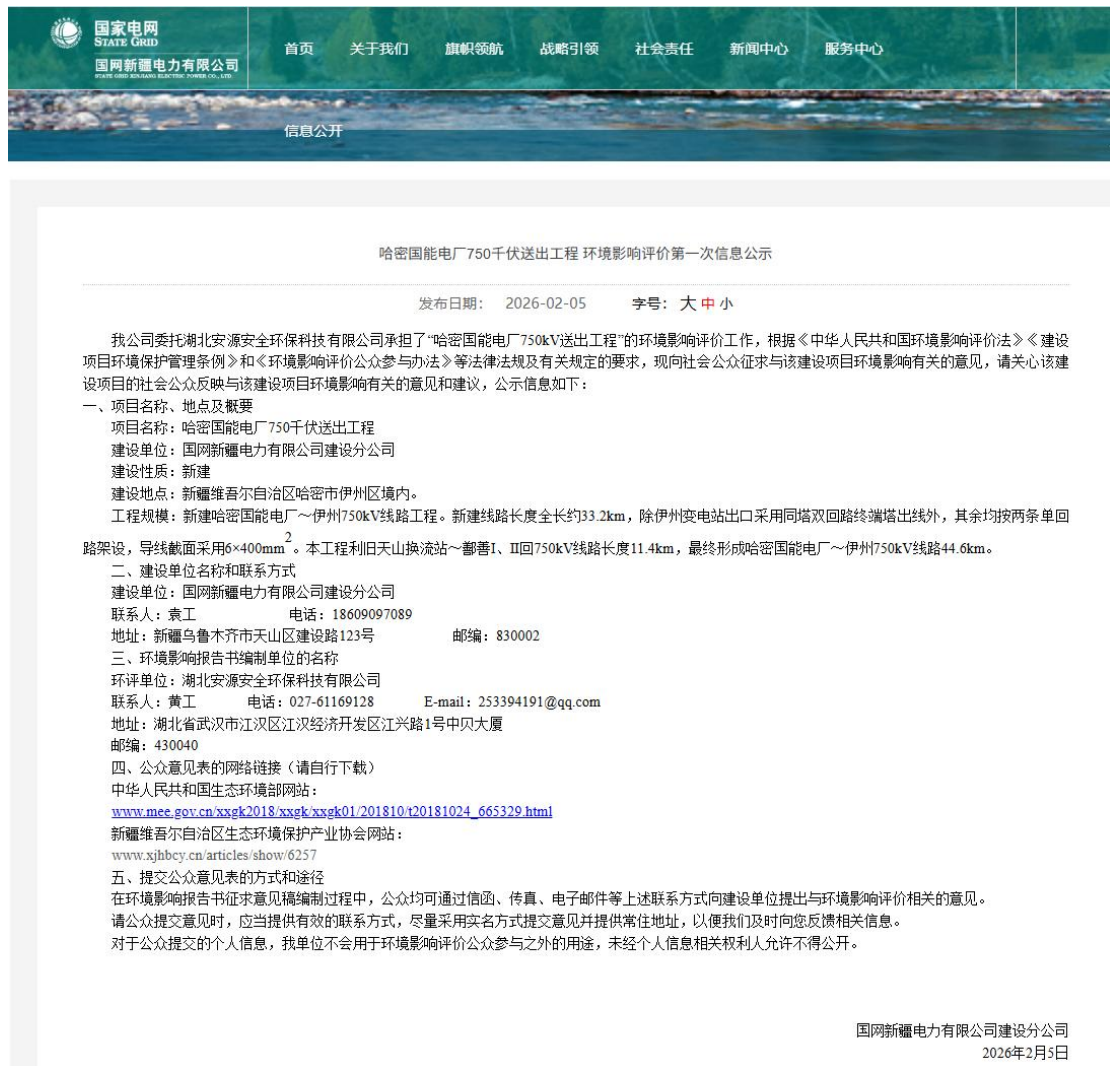 国家电网
STATE GRID
国网新疆电力有限公司
STATE GRID XINJIANG ELECTRIC POWER CO., LTD.
首页 关于我们 旗帜领航 战略引领 社会责任 新闻中心 服务中心
信息公开
哈密国能电厂750千伏送出工程 环境影响评价第一次信息公示
发布日期： 2026-02-05 字号： 大 中 小
我公司委托湖北安源安全环保科技有限公司承担了“哈密国能电厂750kV送出工程”的环境影响评价工作，根据《中华人民共和国环境影响评价法》《建设
项目环境保护管理条例》和《环境影响评价公众参与办法》等法律法规及有关规定的要求，现向社会公众征求与该建设项目环境影响有关的意见，请关心该建
设项目的社会公众反映与该建设项目环境影响有关的意见和建议，公示信息如下：
一、项目名称、地点及概要
项目名称：哈密国能电厂750千伏送出工程
建设单位：国网新疆电力有限公司建设分公司
建设性质：新建
建设地点：新疆维吾尔自治区哈密市伊州区境内。
工程规模：新建哈密国能电厂～伊州750kV线路工程。新建线路长度全长约33.2km，除伊州变电站出口采用同塔双回路终端塔出线外，其余均按两条单回
路架设，导线截面采用6×400mm²。本工程利旧天山换流站～鄯善I、II回750kV线路长度11.4km，最终形成哈密国能电厂～伊州750kV线路44.6km。
二、建设单位名称和联系方式
建设单位：国网新疆电力有限公司建设分公司
联系人：袁工 电话：18609097089
地址：新疆乌鲁木齐市天山区建设路123号 邮编：830002
三、环境影响报告书编制单位的名称
环评单位：湖北安源安全环保科技有限公司
联系人：黄工 电话：027-61169128 E-mail：253394191@qq.com
地址：湖北省武汉市江汉区江汉经济开发区江兴路1号中贝大厦
邮编：430040
四、公众意见表的网络链接（请自行下载）
中华人民共和国生态环境部网站：
www.mee.gov.cn/xxgk2018/xxgk/xxgk01/201810/t20181024_665329.html
新疆维吾尔自治区生态环境保护产业协会网站：
www.xjhbcy.cn/articles/show/6257
五、提交公众意见表的方式和途径
在环境影响报告书征求意见稿编制过程中，公众均可通过信函、传真、电子邮件等上述联系方式向建设单位提出与环境影响评价相关的意见。
请公众提交意见时，应当提供有效的联系方式，尽量采用实名方式提交意见并提供常住地址，以便我们及时向您反馈相关信息。
对于公众提交的个人信息，我单位不会用于环境影响评价公众参与之外的用途，未经个人信息相关权利人允许不得公开。
国网新疆电力有限公司建设分公司
2026年2月5日